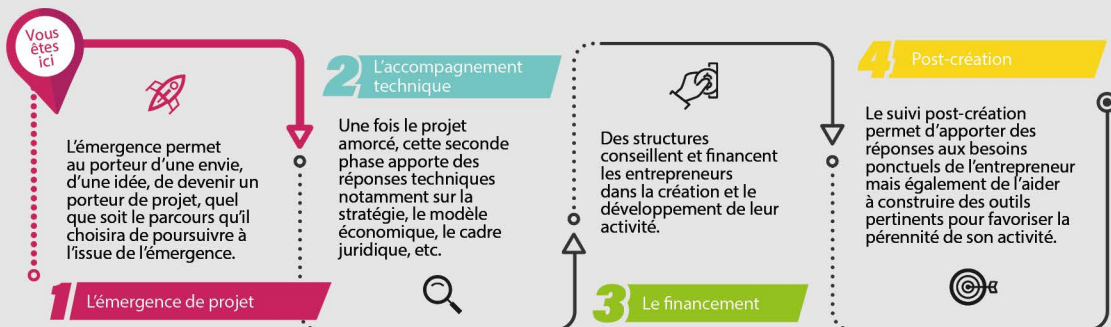 Vous
êtes
ici
L'émergence permet
au porteur d'une envie,
d'une idée, de devenir un
porteur de projet, quel
que soit le parcours qu'il
choisira de poursuivre à
l'issue de l'émergence.
1 L'émergence de projet
2 L'accompagnement
technique
Une fois le projet
amorcé, cette seconde
phase apporte des
réponses techniques
notamment sur la
stratégie, le modèle
économique, le cadre
juridique, etc.
Des structures
conseillent et financent
les entrepreneurs
dans la création et le
développement de leur
activité.
3 Le financement
4 Post-création
Le suivi post-création
permet d'apporter des
réponses aux besoins
ponctuels de l'entrepreneur
mais également de l'aider
à construire des outils
pertinents pour favoriser la
pérennité de son activité.